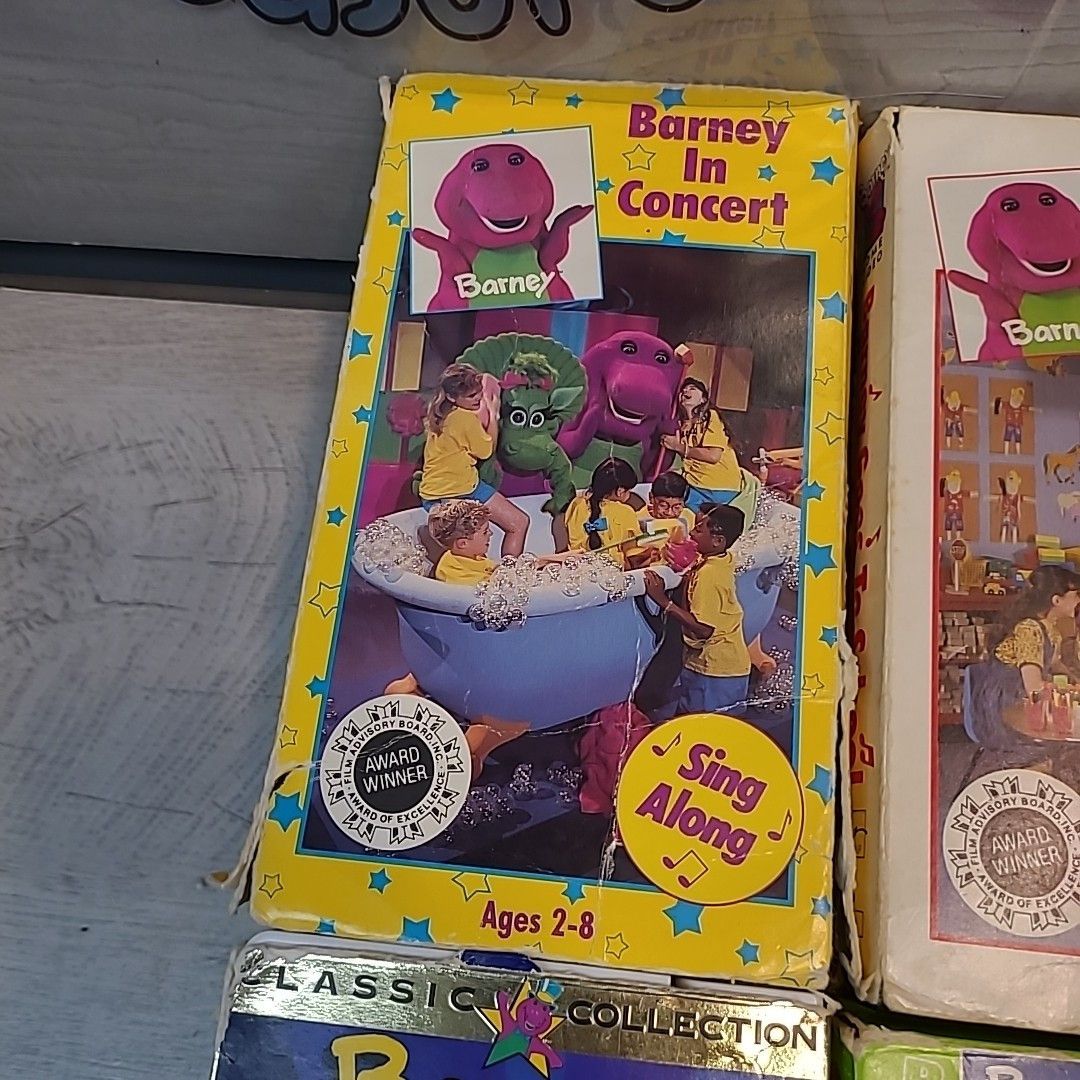 Barney
In
Concert
Barney
FILM ADVISORY BOARD, INC.
AWARD
WINNER
AWARD OF EXCELLENCE
Sing
Along
Ages 2-8
Barn
FILM ADVISORY BOARD, INC.
AWARD
WINNER
AWARD OF EXCELLENCE
CLASSIC COLLECTION
Ba
B